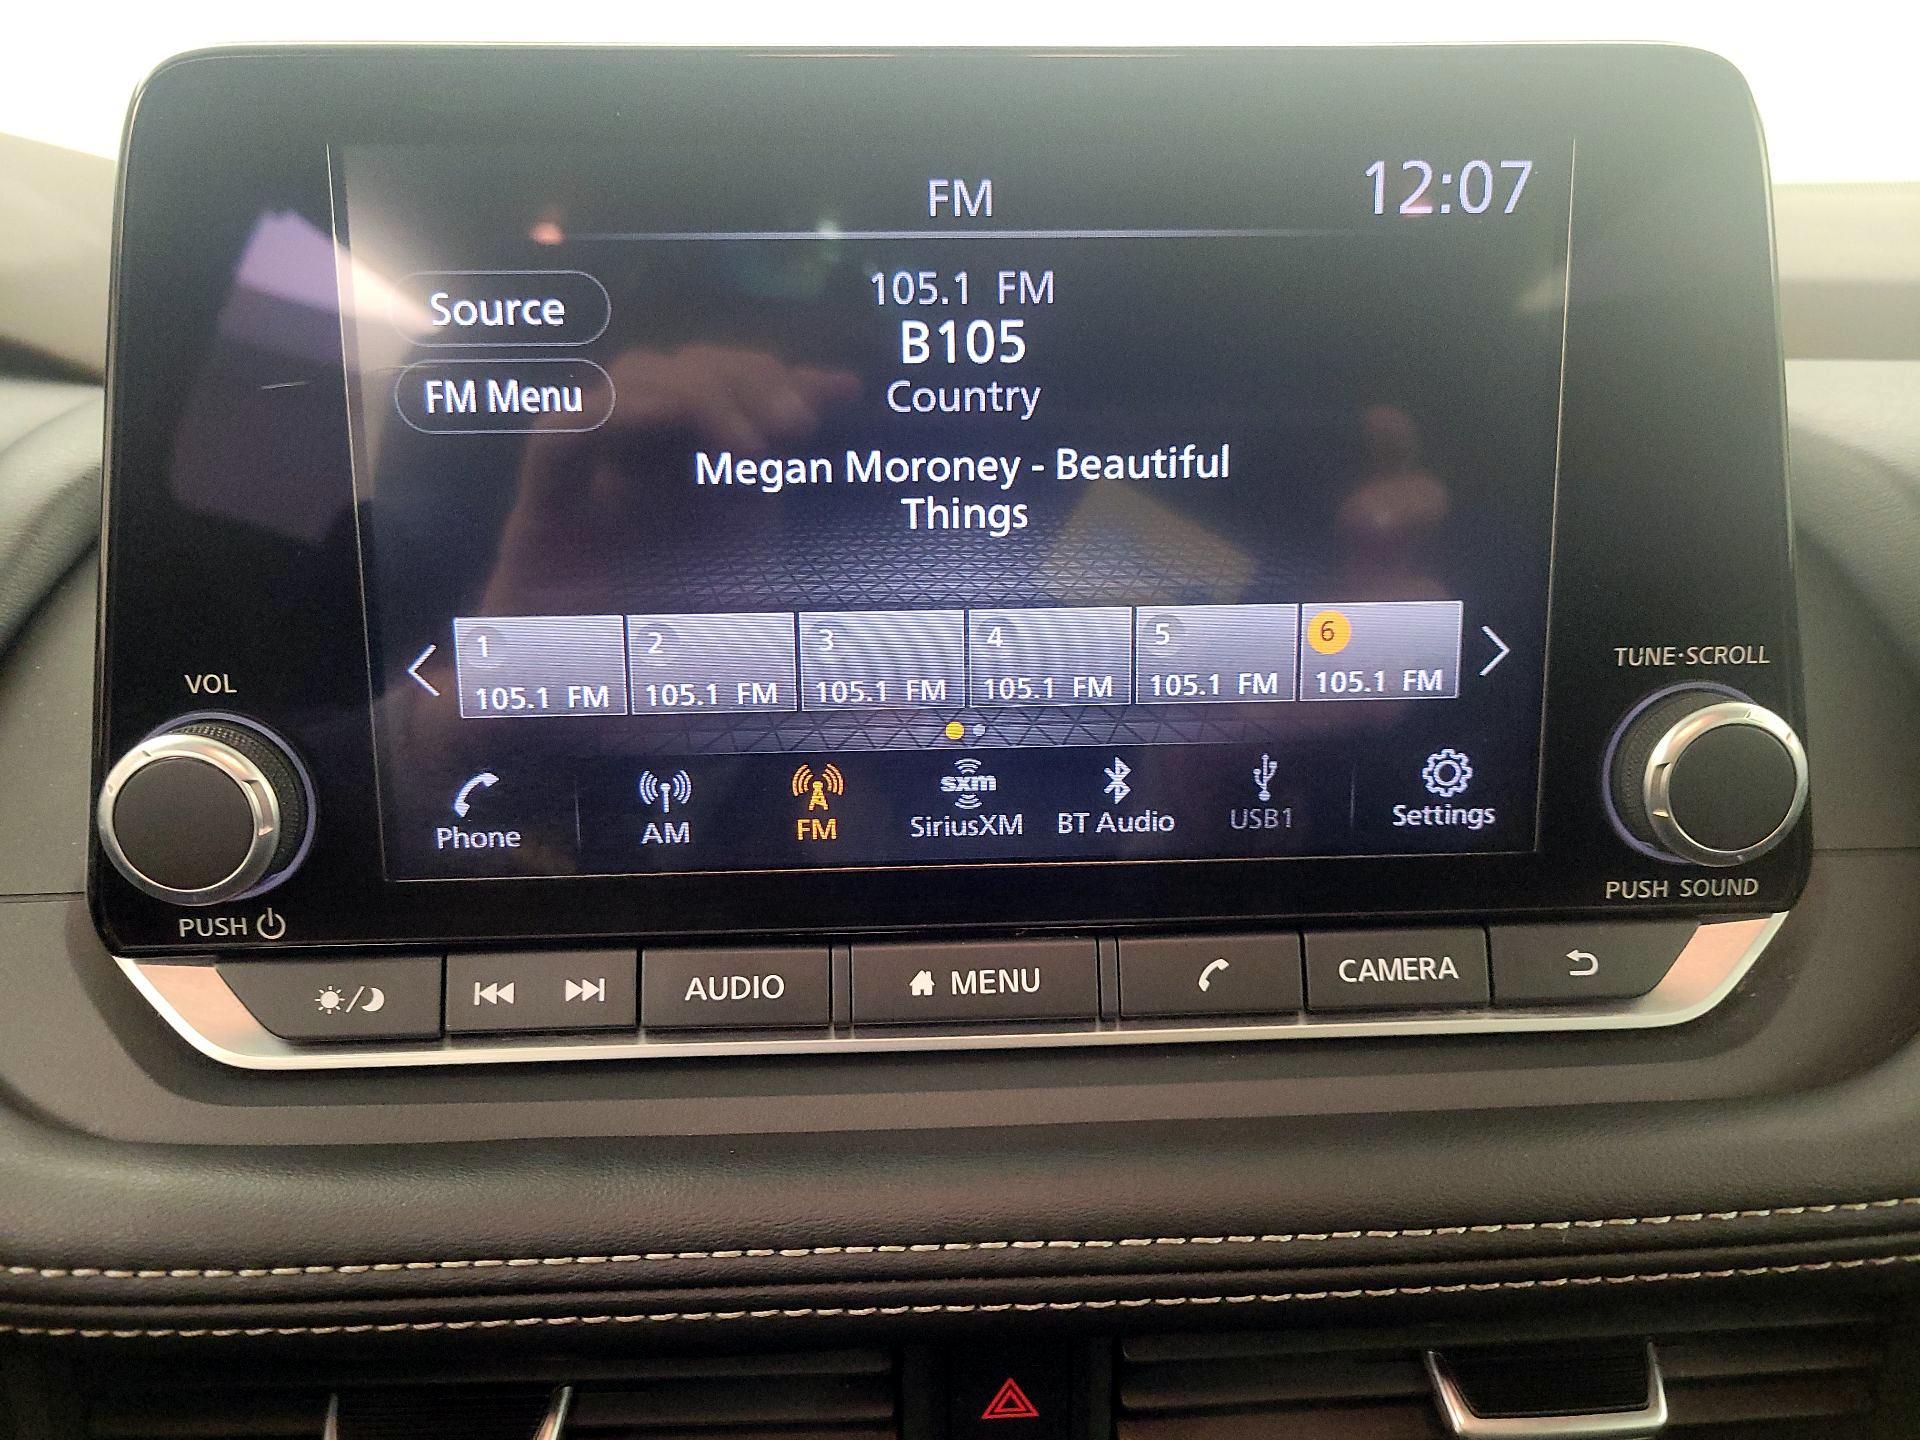 FM
12:07
Source
FM Menu
105.1 FM
B105
Country
Megan Moroney - Beautiful
Things
1
105.1 FM
2
105.1 FM
3
105.1 FM
4
105.1 FM
5
105.1 FM
6
105.1 FM
Phone
AM
FM
sxm
SiriusXM
BT Audio
USB1
Settings
VOL
PUSH
TUNE·SCROLL
PUSH SOUND
AUDIO
MENU
CAMERA